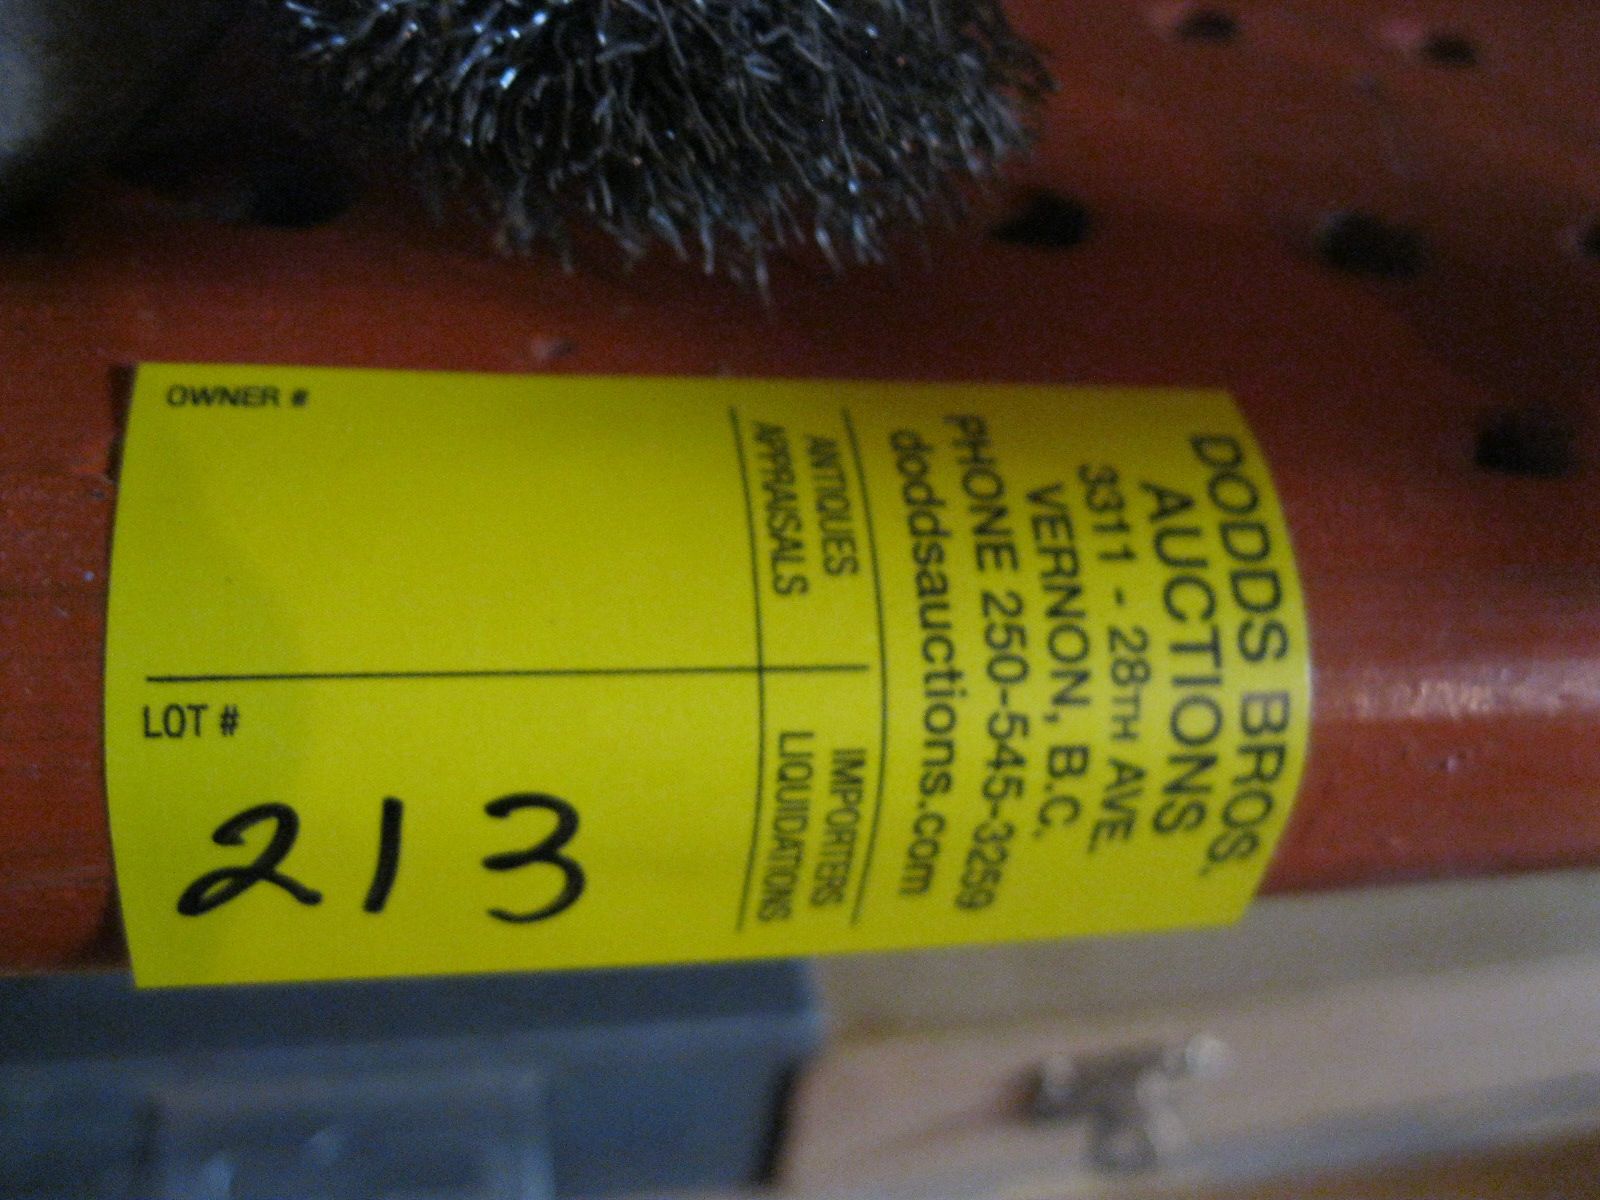 DODDS BROS.
AUCTIONS
3311 - 28TH AVE.
VERNON, B.C.
PHONE 250-545-3259
doddsauctions.com
ANTIQUES
APPRAISALS
IMPORTERS
LIQUIDATIONS
OWNER #
LOT #
213